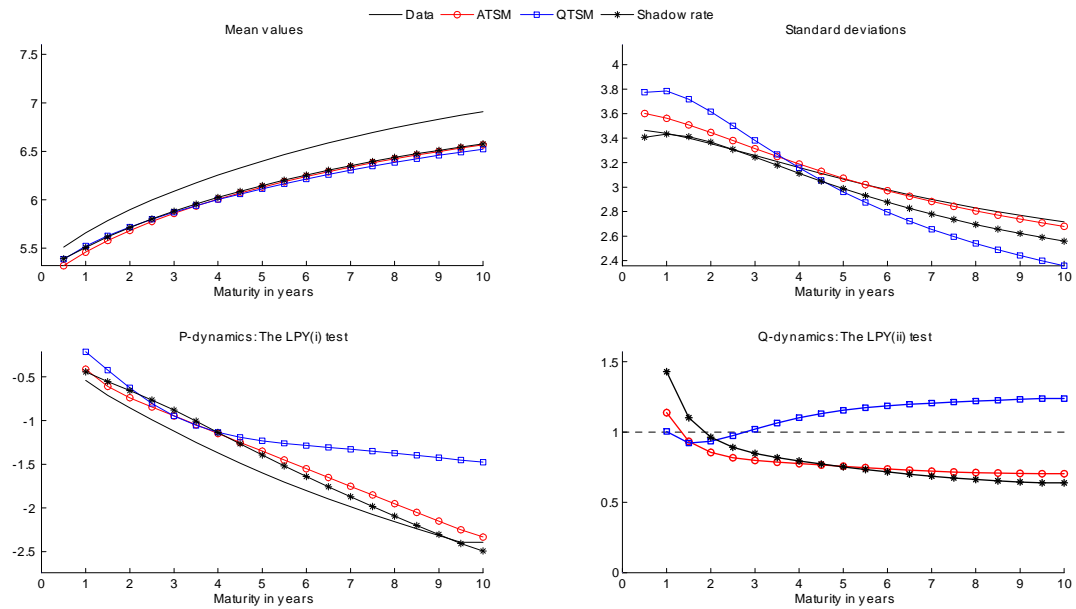 Data ATSM QTSM Shadow rate
Mean values
7.5
7
6.5
6
5.5
0 1 2 3 4 5 6 7 8 9 10
Maturity in years
Standard deviations
4
3.8
3.6
3.4
3.2
3
2.8
2.6
2.4
0 1 2 3 4 5 6 7 8 9 10
Maturity in years
P-dynamics: The LPY(i) test
-0.5
-1
-1.5
-2
-2.5
0 1 2 3 4 5 6 7 8 9 10
Maturity in years
Q-dynamics: The LPY(ii) test
1.5
1
0.5
0
0 1 2 3 4 5 6 7 8 9 10
Maturity in years